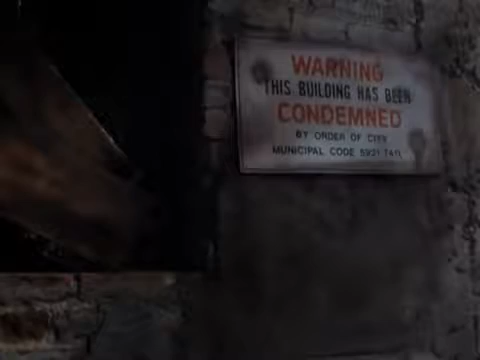 WARNING
THIS BUILDING HAS BEEN
CONDEMNED
BY ORDER OF CITY
MUNICIPAL CODE